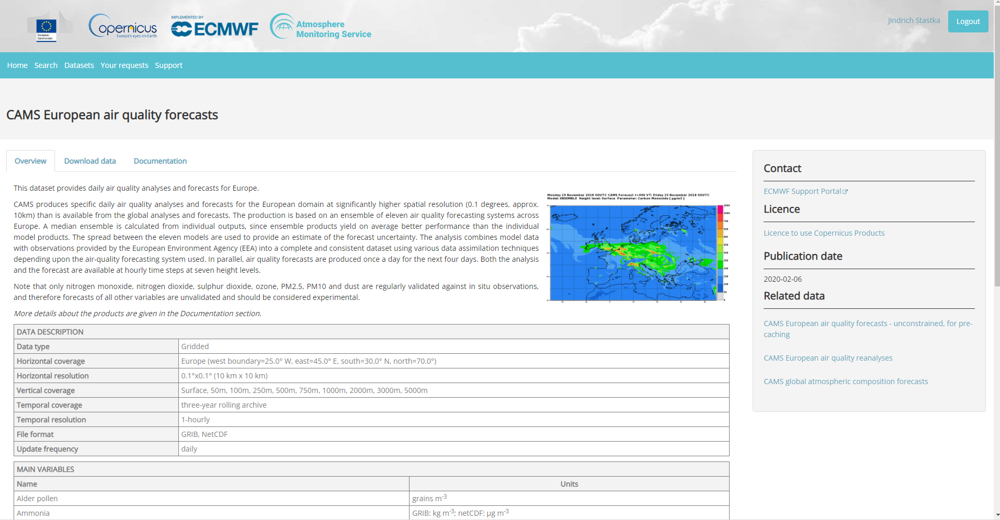 European
Commission
opernicus
Europe's eyes on Earth
IMPLEMENTED BY
ECMWF
Atmosphere
Monitoring Service
Jindrich Stastka
Logout
Home Search Datasets Your requests Support
CAMS European air quality forecasts
Overview Download data Documentation
This dataset provides daily air quality analyses and forecasts for Europe.
CAMS produces specific daily air quality analyses and forecasts for the European domain at significantly higher spatial resolution (0.1 degrees, approx.
10km) than is available from the global analyses and forecasts. The production is based on an ensemble of eleven air quality forecasting systems across
Europe. A median ensemble is calculated from individual outputs, since ensemble products yield on average better performance than the individual
model products. The spread between the eleven models are used to provide an estimate of the forecast uncertainty. The analysis combines model data
with observations provided by the European Environment Agency (EEA) into a complete and consistent dataset using various data assimilation techniques
depending upon the air-quality forecasting system used. In parallel, air quality forecasts are produced once a day for the next four days. Both the analysis
and the forecast are available at hourly time steps at seven height levels.
Note that only nitrogen monoxide, nitrogen dioxide, sulphur dioxide, ozone, PM2.5, PM10 and dust are regularly validated against in situ observations,
and therefore forecasts of all other variables are unvalidated and should be considered experimental.
More details about the products are given in the Documentation section.
Monday 19 November 2018 00UTC CAMS Forecast t+096 VT: Friday 23 November 2018 00UTC
Model: ENSEMBLE Height level: Surface Parameter: Carbon Monoxide [ µg/m3 ]
DATA DESCRIPTION
Data type Gridded
Horizontal coverage Europe (west boundary=25.0° W, east=45.0° E, south=30.0° N, north=70.0°)
Horizontal resolution 0.1°x0.1° (10 km x 10 km)
Vertical coverage Surface, 50m, 100m, 250m, 500m, 750m, 1000m, 2000m, 3000m, 5000m
Temporal coverage three-year rolling archive
Temporal resolution 1-hourly
File format GRIB, NetCDF
Update frequency daily
MAIN VARIABLES
Name Units
Alder pollen grains m-3
Ammonia GRIB: kg m-3; netCDF: µg m-3
Contact
ECMWF Support Portal
Licence
Licence to use Copernicus Products
Publication date
2020-02-06
Related data
CAMS European air quality forecasts - unconstrained, for pre-
caching
CAMS European air quality reanalyses
CAMS global atmospheric composition forecasts